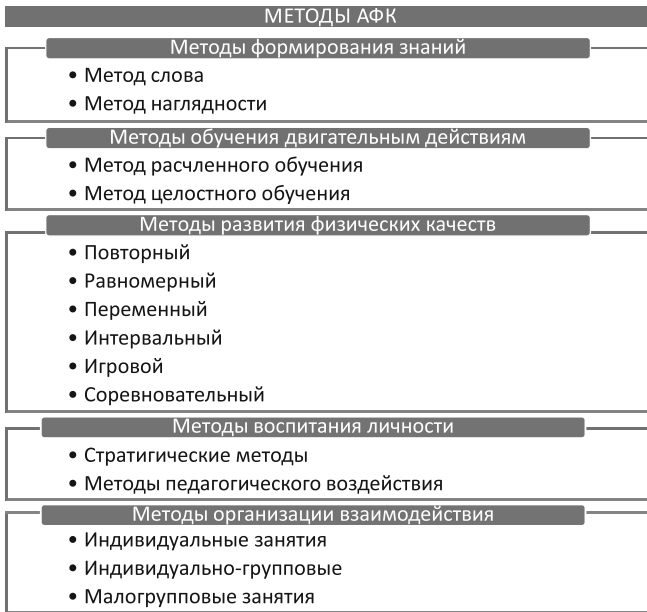 МЕТОДЫ АФК
Методы формирования знаний
• Метод слова
• Метод наглядности
Методы обучения двигательным действиям
• Метод расчленного обучения
• Метод целостного обучения
Методы развития физических качеств
• Повторный
• Равномерный
• Переменный
• Интервальный
• Игровой
• Соревновательный
Методы воспитания личности
• Стратигические методы
• Методы педагогического воздействия
Методы организации взаимодействия
• Индивидуальные занятия
• Индивидуально-групповые
• Малогрупповые занятия